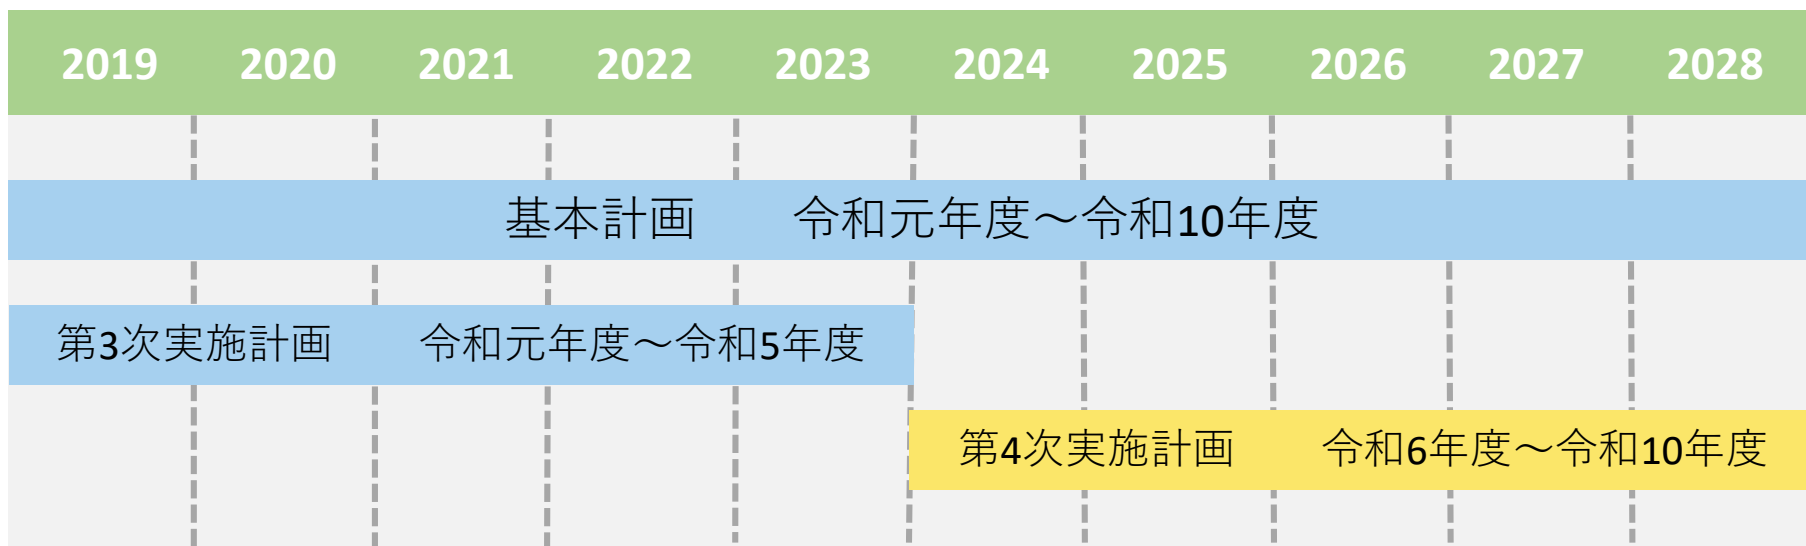 2019 2020 2021 2022 2023 2024 2025 2026 2027 2028
基本計画　　令和元年度～令和10年度
第3次実施計画　　令和元年度～令和5年度
第4次実施計画　　令和6年度～令和10年度